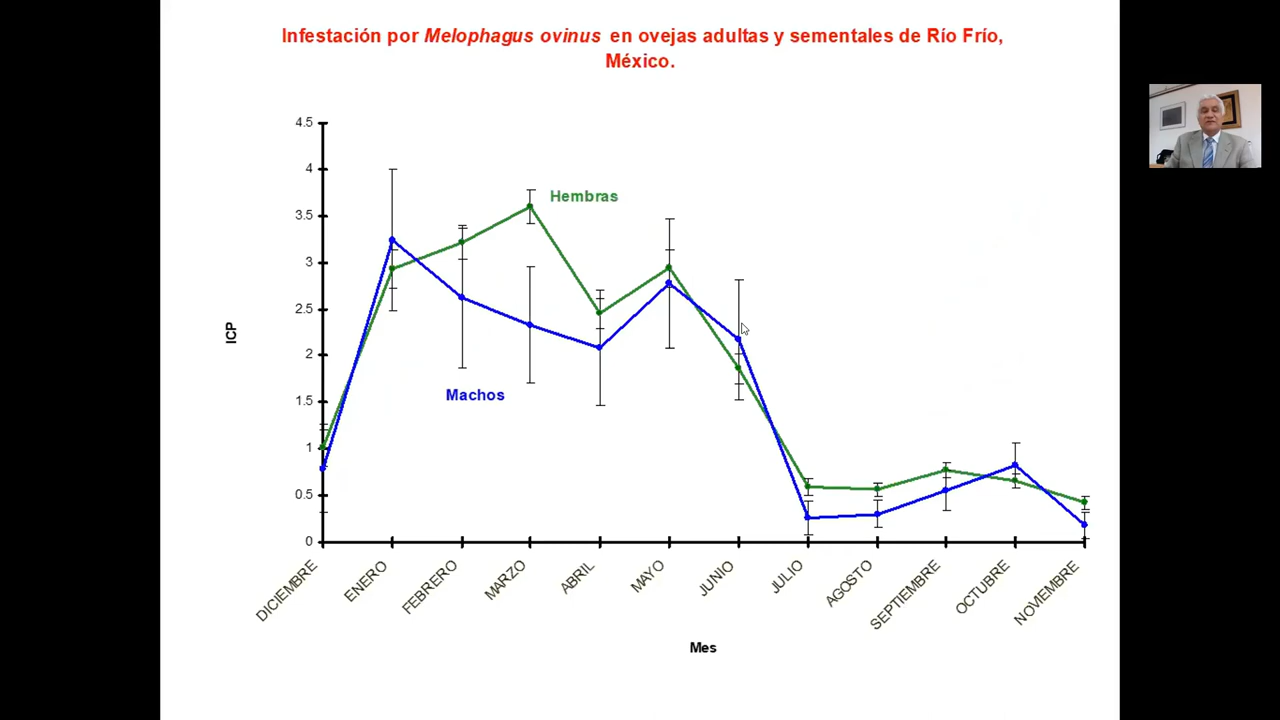 Infestación por Melophagus ovinus en ovejas adultas y sementales de Río Frío,
México.
4.5
4
Hembras
3.5
3
2.5
ICP
2
1.5
Machos
1
0.5
0
DICIEMBRE
ENERO
FEBRERO
MARZO
ABRIL
MAYO
JUNIO
JULIO
AGOSTO
SEPTIEMBRE
OCTUBRE
NOVIEMBRE
Mes